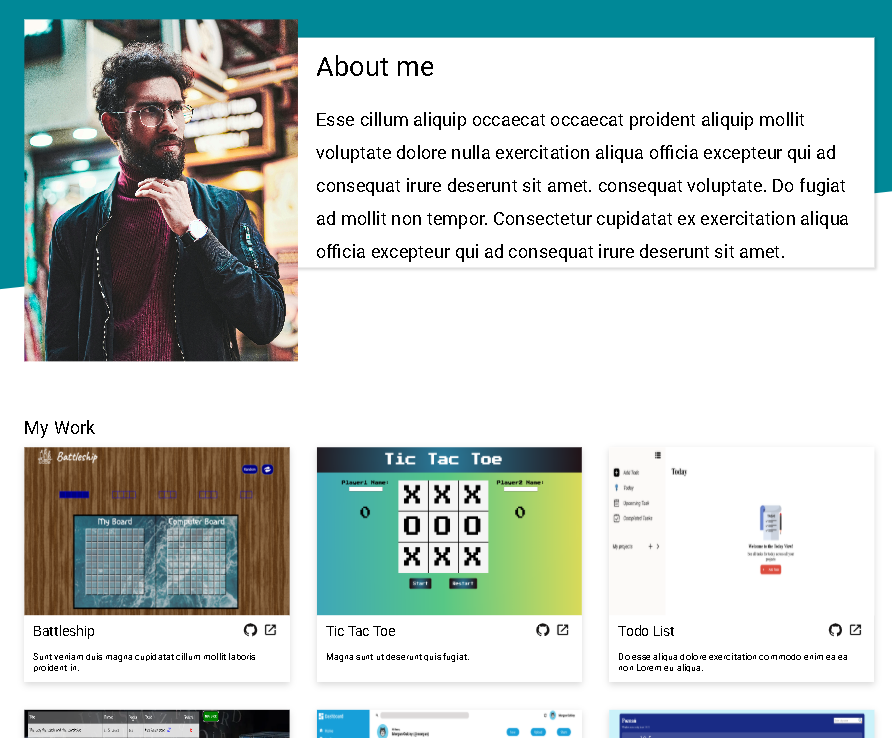 About me
Esse cillum aliquip occaecat occaecat proident aliquip mollit
voluptate dolore nulla exercitation aliqua officia excepteur qui ad
consequat irure deserunt sit amet. consequat voluptate. Do fugiat
ad mollit non tempor. Consectetur cupidatat ex exercitation aliqua
officia excepteur qui ad consequat irure deserunt sit amet.
My Work
Battleship
My Board Computer Board
Tic Tac Toe
Player1 Name: Player2 Name:
0 0
X X X
O O O
X X X
Start Restart
Today
Add Task
Today
Upcoming Task
Completed Tasks
My projects + >
Welcome to the Today View!
Battleship
Sunt veniam duis magna cupidatat cillum mollit laboris
proident in.
Tic Tac Toe
Magna sunt ut deserunt quis fugiat.
Todo List
Do esse aliqua dolore exercitation commodo enim ea ea
non Lorem eu aliqua.
Dashboard